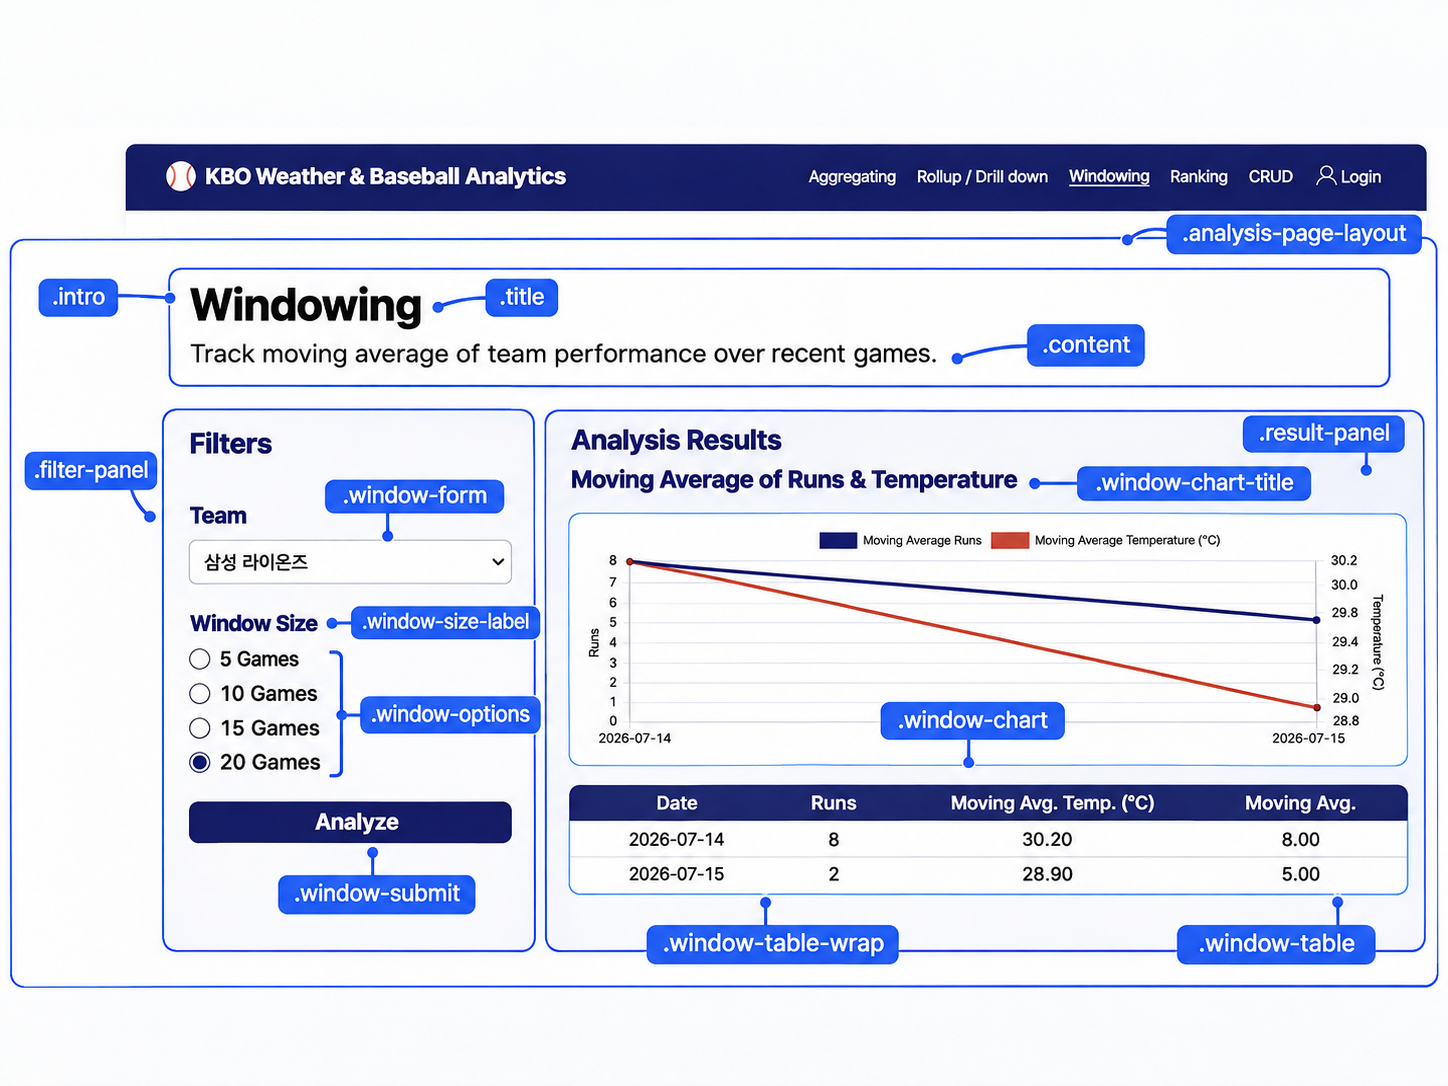 KBO Weather & Baseball Analytics
Aggregating
Rollup / Drill down
Windowing
Ranking
CRUD
Login
.analysis-page-layout
.intro
Windowing
.title
Track moving average of team performance over recent games.
.content
Filters
.filter-panel
.window-form
Team
삼성 라이온즈
Window Size
.window-size-label
5 Games
10 Games
15 Games
20 Games
.window-options
Analyze
.window-submit
Analysis Results
.result-panel
Moving Average of Runs & Temperature
.window-chart-title
Moving Average Runs
Moving Average Temperature (°C)
8
7
6
5
4
3
2
1
0
Runs
30.2
30.0
29.8
29.4
29.2
29.0
28.8
Temperature (°C)
2026-07-14
2026-07-15
.window-chart
Date Runs Moving Avg. Temp. (°C) Moving Avg.
2026-07-14 8 30.20 8.00
2026-07-15 2 28.90 5.00
.window-table-wrap
.window-table